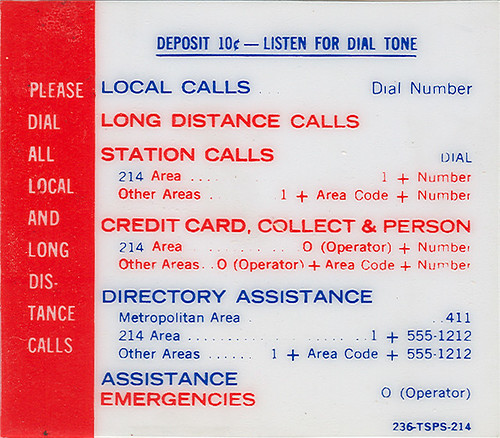 DEPOSIT 10¢ — LISTEN FOR DIAL TONE
PLEASE
DIAL
ALL
LOCAL
AND
LONG
DIS-
TANCE
CALLS
LOCAL CALLS . . . Dial Number
LONG DISTANCE CALLS
STATION CALLS DIAL
214 Area . . . . . . . . 1 + Number
Other Areas . . . . . 1 + Area Code + Number
CREDIT CARD, COLLECT & PERSON
214 Area . . . . . . . . O (Operator) + Number
Other Areas. . O (Operator) + Area Code + Number
DIRECTORY ASSISTANCE
Metropolitan Area . . . 411
214 Area . . . . . . . . . . . . . . . . 1 + 555-1212
Other Areas . . . . . 1 + Area Code + 555-1212
ASSISTANCE
EMERGENCIES O (Operator)
236-TSPS-214